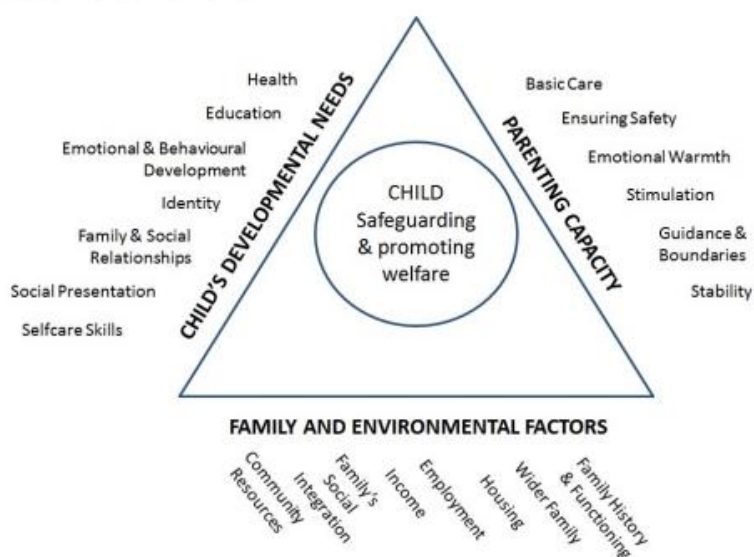 Health
Education
Emotional & Behavioural
Development
Identity
Family & Social
Relationships
Social Presentation
Selfcare Skills
CHILD'S DEVELOPMENTAL NEEDS
CHILD
Safeguarding
& promoting
welfare
PARENTING CAPACITY
Basic Care
Ensuring Safety
Emotional Warmth
Stimulation
Guidance &
Boundaries
Stability
FAMILY AND ENVIRONMENTAL FACTORS
Community
Resources
Family's
Social
Integration
Income
Employment
Housing
Wider Family
Family History
& Functioning